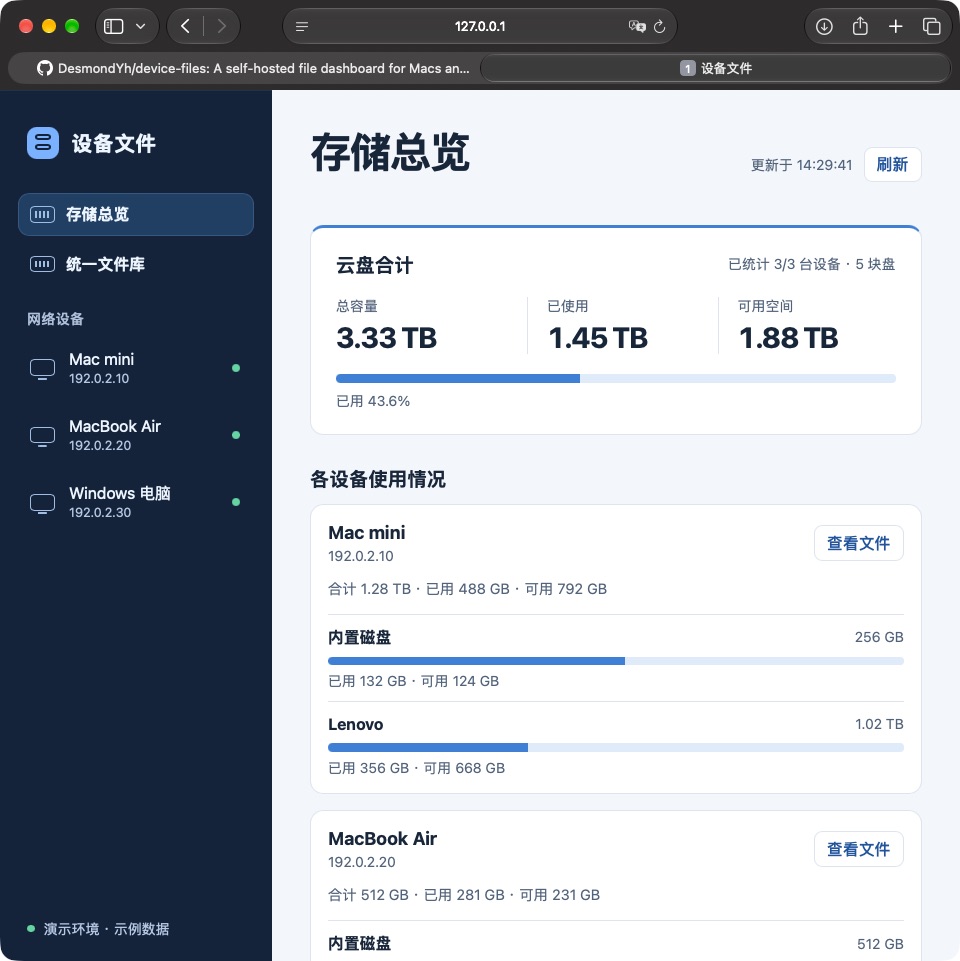 127.0.0.1
DesmondYh/device-files: A self-hosted file dashboard for Macs an...
1 设备文件
设备文件
存储总览
统一文件库
网络设备
Mac mini
192.0.2.10
MacBook Air
192.0.2.20
Windows 电脑
192.0.2.30
演示环境 · 示例数据
存储总览
更新于 14:29:41
刷新
云盘合计
已统计 3/3 台设备 · 5 块盘
总容量
3.33 TB
已使用
1.45 TB
可用空间
1.88 TB
已用 43.6%
各设备使用情况
Mac mini
192.0.2.10
查看文件
合计 1.28 TB · 已用 488 GB · 可用 792 GB
内置磁盘
256 GB
已用 132 GB · 可用 124 GB
Lenovo
1.02 TB
已用 356 GB · 可用 668 GB
MacBook Air
192.0.2.20
查看文件
合计 512 GB · 已用 281 GB · 可用 231 GB
内置磁盘
512 GB